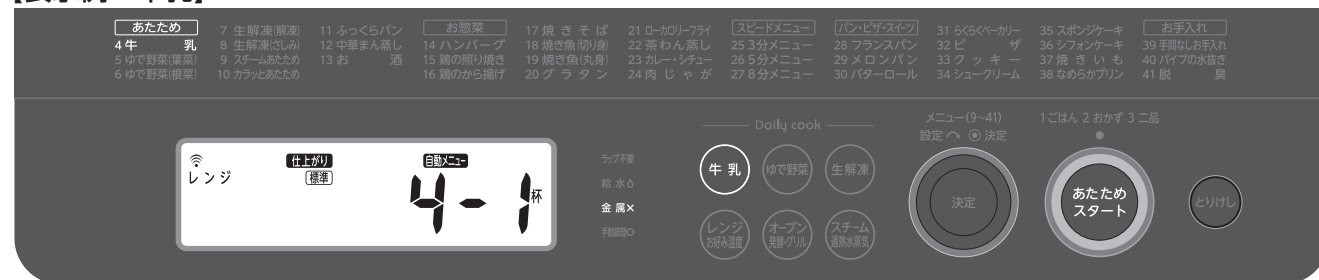 あたため
4 牛 乳
5 ゆで野菜(葉菜)
6 ゆで野菜(根菜)
7 生解凍(解凍)
8 生解凍(さしみ)
9 スチームあたため
10 カラッとあたため
11 ふっくらパン
12 中華まん蒸し
13 お 酒
お惣菜
14 ハンバーグ
15 鶏の照り焼き
16 鶏のから揚げ
17 焼きそば
18 焼き魚(切り身)
19 焼き魚(丸身)
20 グラタン
21 ローカロリーフライ
22 茶わん蒸し
23 カレー・シチュー
24 肉じゃが
スピードメニュー
25 3分メニュー
26 5分メニュー
27 8分メニュー
パン・ピザ・スイーツ
28 フランスパン
29 メロンパン
30 バターロール
31 らくらくベーカリー
32 ピザ
33 クッキー
34 シュークリーム
35 スポンジケーキ
36 シフォンケーキ
37 焼きいも
38 なめらかプリン
お手入れ
39 手間なしお手入れ
40 パイプの水抜き
41 脱 臭
レンジ
仕上がり
標準
自動メニュー
4-1杯
ラップ不要
給水
金属×
手動時間○
Daily cook
牛乳
ゆで野菜
生解凍
レンジ
お好み温度
オーブン
発酵・グリル
スチーム
過熱水蒸気
メニュー(9~41)
設定 決定
決定
1ごはん 2おかず 3二品
あたため
スタート
とりけし